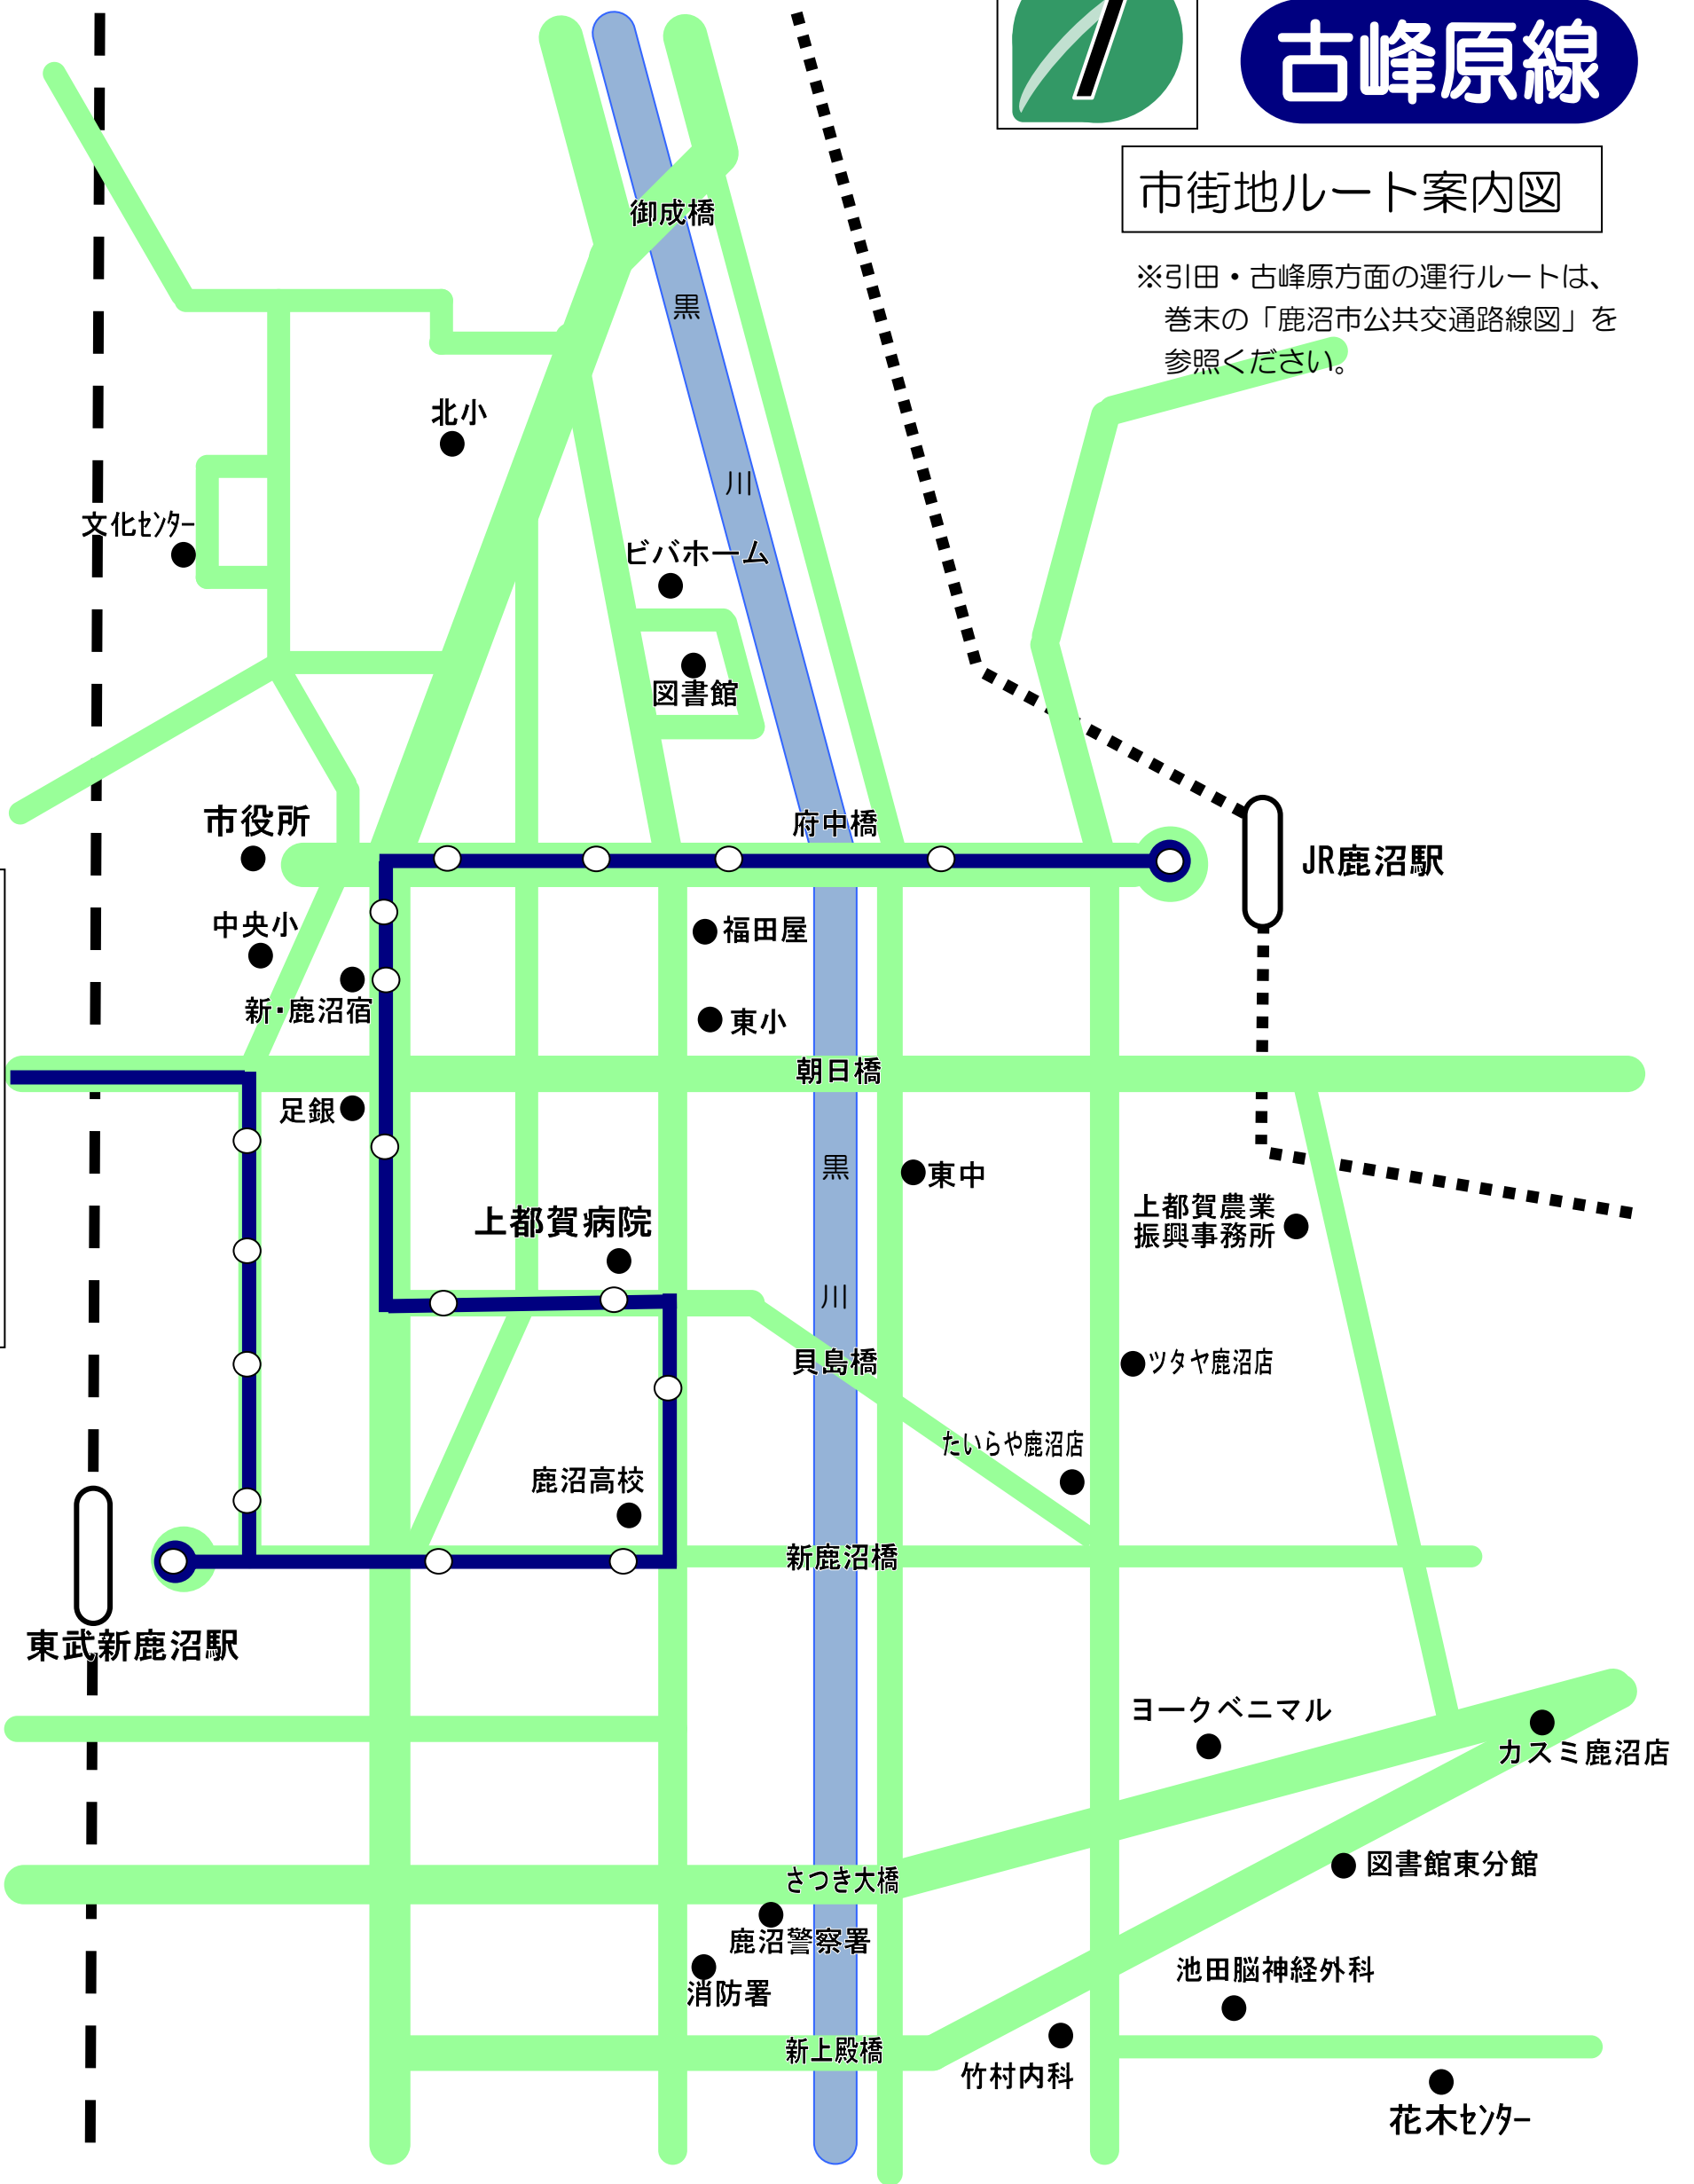 古峰原線
市街地ルート案内図
※引田・古峰原方面の運行ルートは、
巻末の「鹿沼市公共交通路線図」を
参照ください。
御成橋
黒
川
北小
文化センター
ビバホーム
図書館
市役所
府中橋
JR鹿沼駅
中央小
福田屋
新・鹿沼宿
東小
朝日橋
足銀
黒
川
東中
上都賀農業
振興事務所
上都賀病院
貝島橋
ツタヤ鹿沼店
たいらや鹿沼店
鹿沼高校
新鹿沼橋
東武新鹿沼駅
ヨークベニマル
カスミ鹿沼店
さつき大橋
図書館東分館
鹿沼警察署
消防署
池田脳神経外科
新上殿橋
竹村内科
花木センター